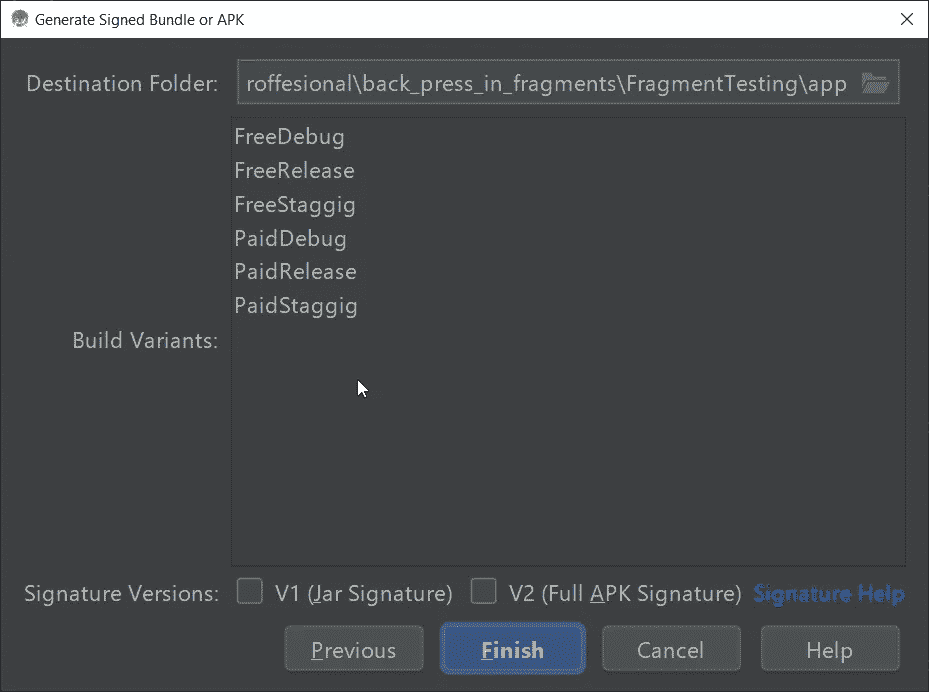 Generate Signed Bundle or APK
Destination Folder: roffesional\back_press_in_fragments\FragmentTesting\app
FreeDebug
FreeRelease
FreeStaggig
PaidDebug
PaidRelease
PaidStaggig
Build Variants:
Signature Versions: V1 (Jar Signature) V2 (Full APK Signature) Signature Help
Previous Finish Cancel Help